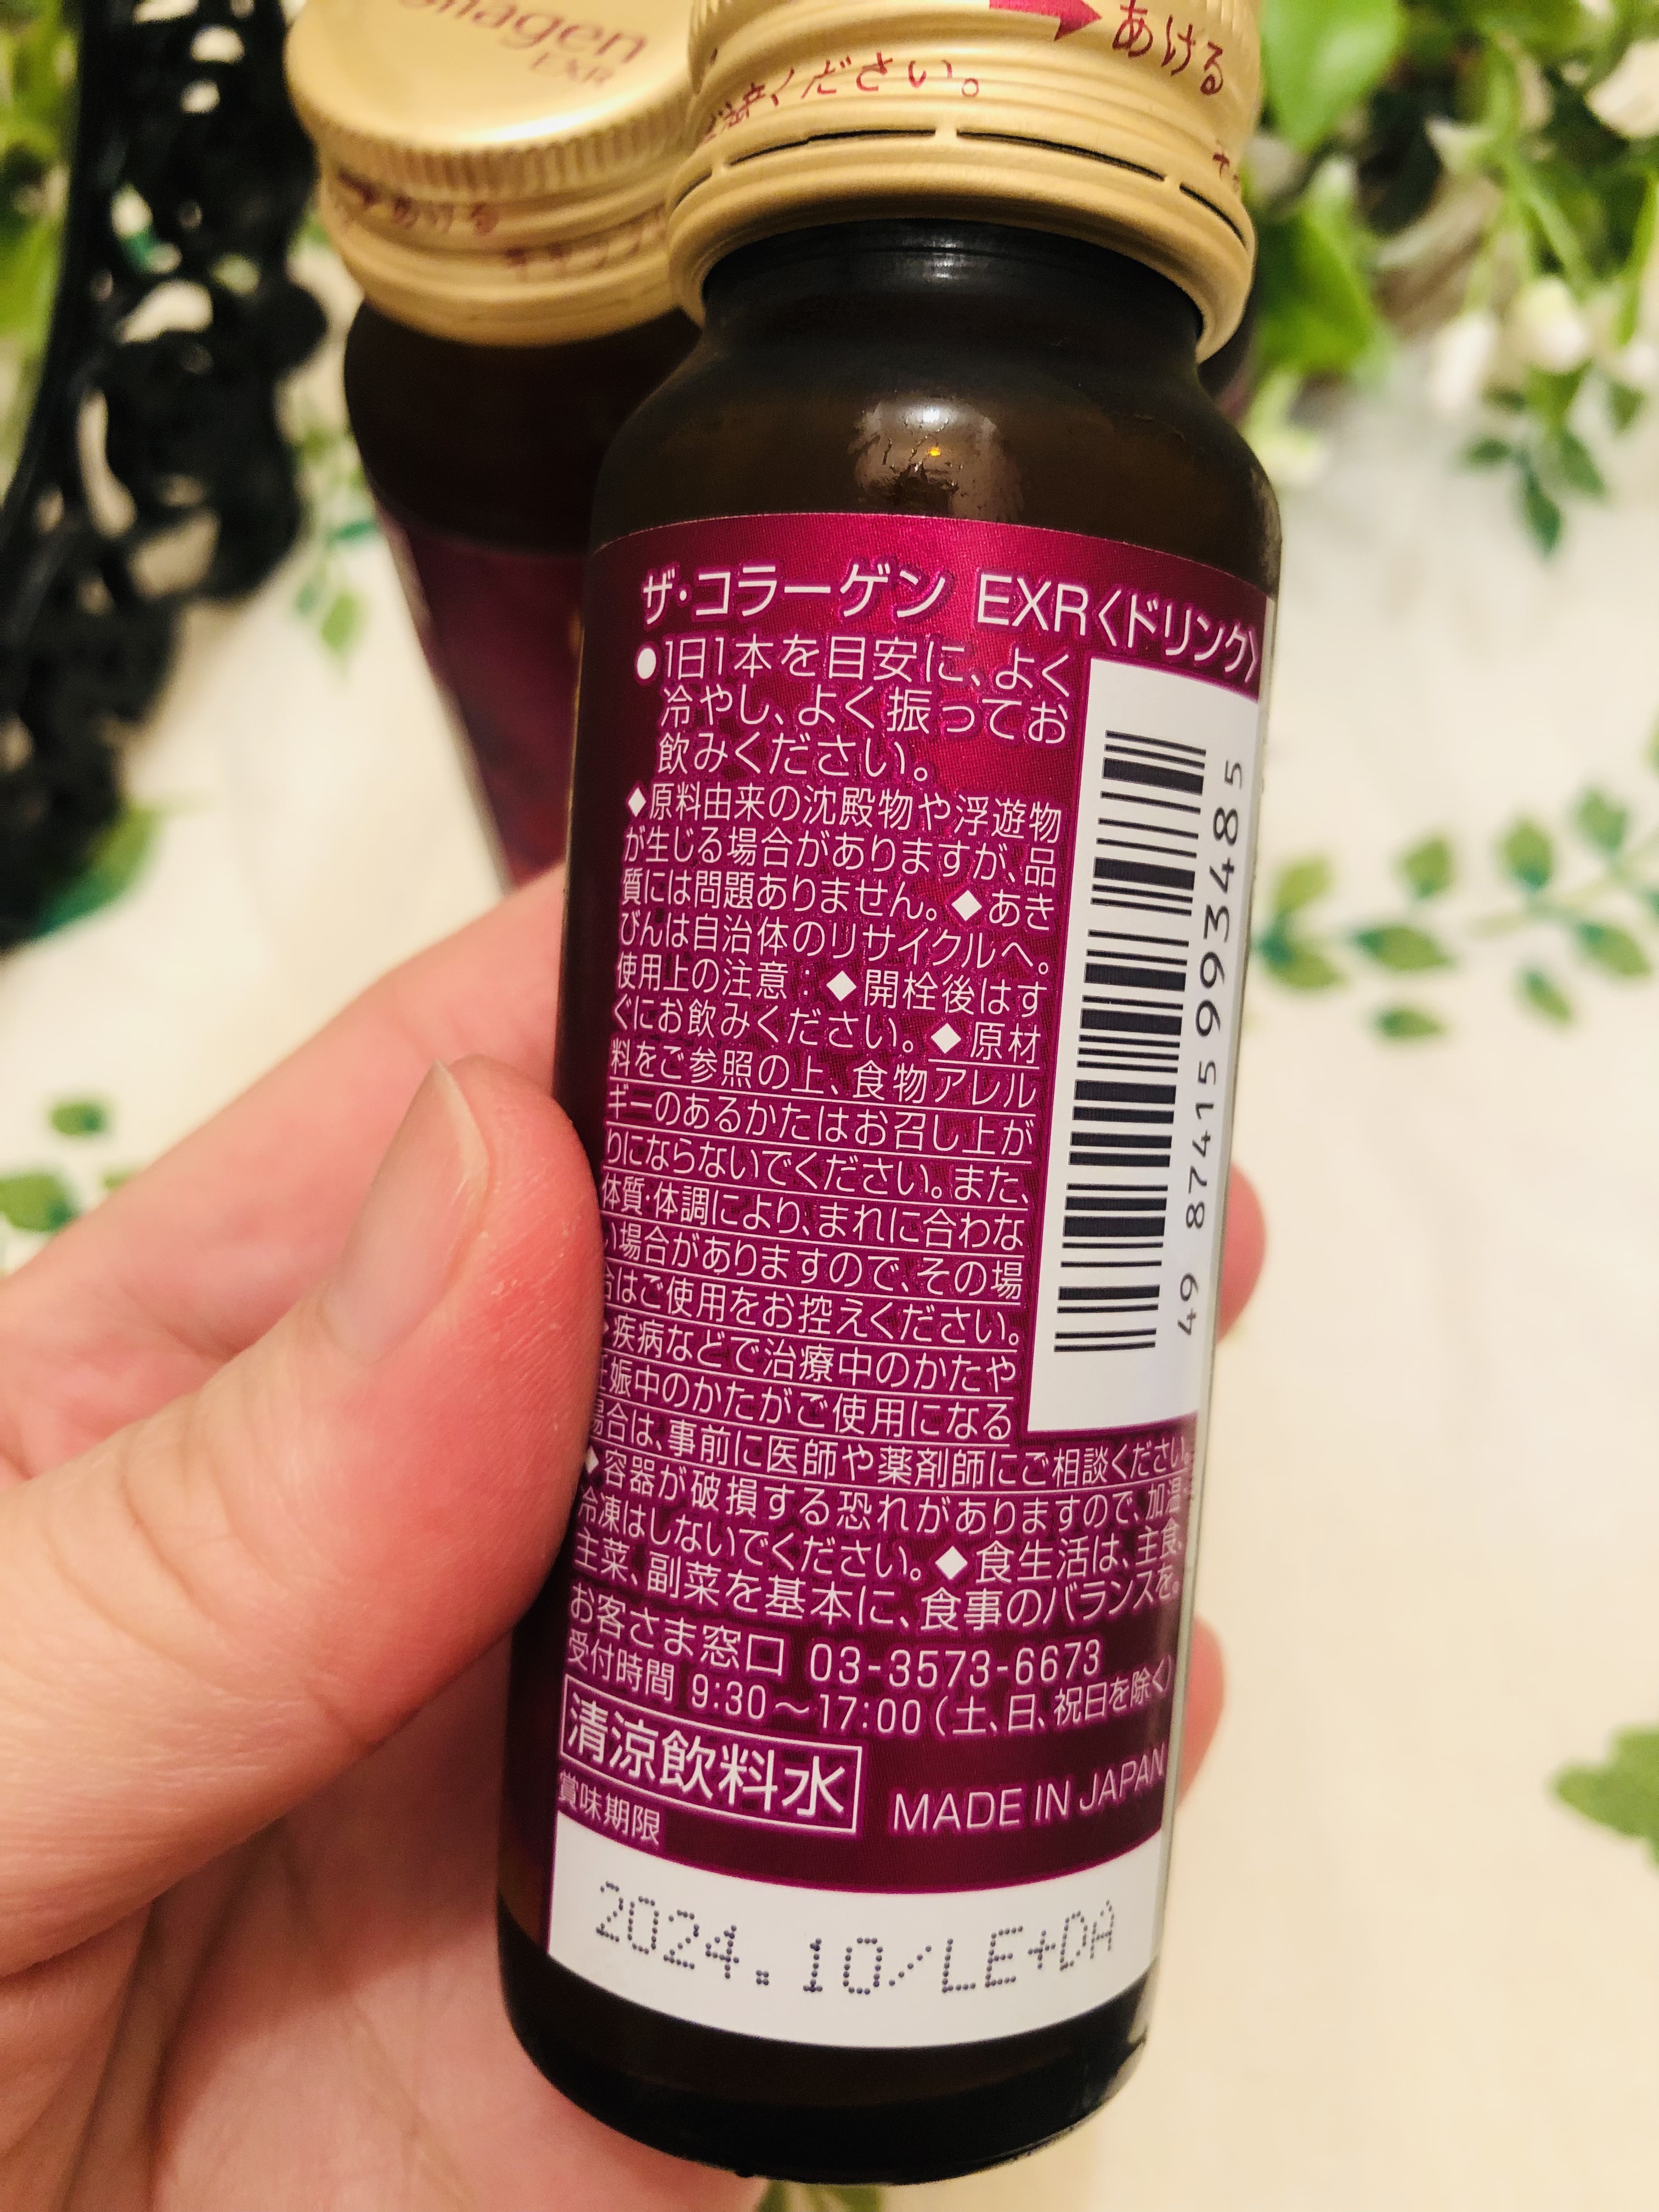 EXR
あける
ください。
あける
ザ・コラーゲン EXR〈ドリンク〉
●1日1本を目安に、よく
冷やし、よく振ってお
飲みください。
◆原料由来の沈殿物や浮遊物
が生じる場合がありますが、品
質には問題ありません。◆あき
びんは自治体のリサイクルへ。
使用上の注意:◆開栓後はす
ぐにお飲みください。◆原材
料をご参照の上、食物アレル
ギーのあるかたはお召し上が
りにならないでください。また、
体質・体調により、まれに合わな
い場合がありますので、その場
合はご使用をお控えください。
◆疾病などで治療中のかたや
妊娠中のかたがご使用になる
場合は、事前に医師や薬剤師にご相談ください。
◆容器が破損する恐れがありますので、加温、
冷凍はしないでください。◆食生活は、主食、
主菜、副菜を基本に、食事のバランスを。
お客さま窓口 03-3573-6673
受付時間 9:30～17:00(土、日、祝日を除く)
清涼飲料水
MADE IN JAPAN
賞味期限
2024.10/LE+DA
49 87415 993485